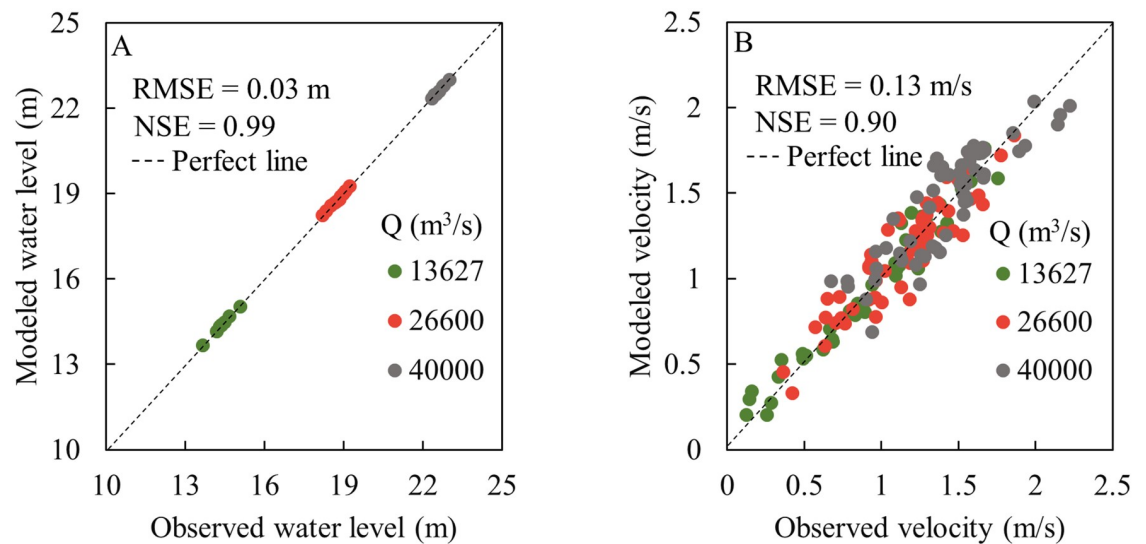 A
RMSE = 0.03 m
NSE = 0.99
Perfect line
Q (m³/s)
13627
26600
40000
25
22
19
16
13
10
10
13
16
19
22
25
Modeled water level (m)
Observed water level (m)
B
RMSE = 0.13 m/s
NSE = 0.90
Perfect line
Q (m³/s)
13627
26600
40000
2.5
2
1.5
1
0.5
0
0
0.5
1
1.5
2
2.5
Modeled velocity (m/s)
Observed velocity (m/s)